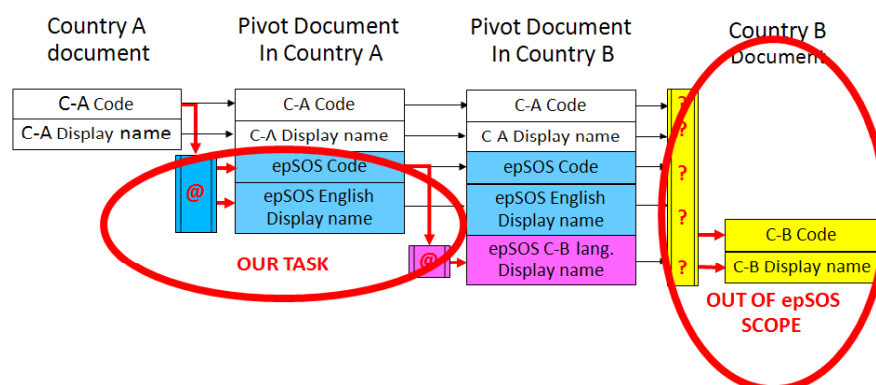 Country A
document
Pivot Document
In Country A
Pivot Document
In Country B
Country B
Document
C-A Code
C-A Display name
C-A Code
C-A Display name
epSOS Code
epSOS English
Display name
C-A Code
C A Display name
epSOS Code
epSOS English
Display name
epSOS C-B lang.
Display name
@
@
?
?
?
?
?
C-B Code
C-B Display name
OUR TASK
OUT OF epSOS
SCOPE